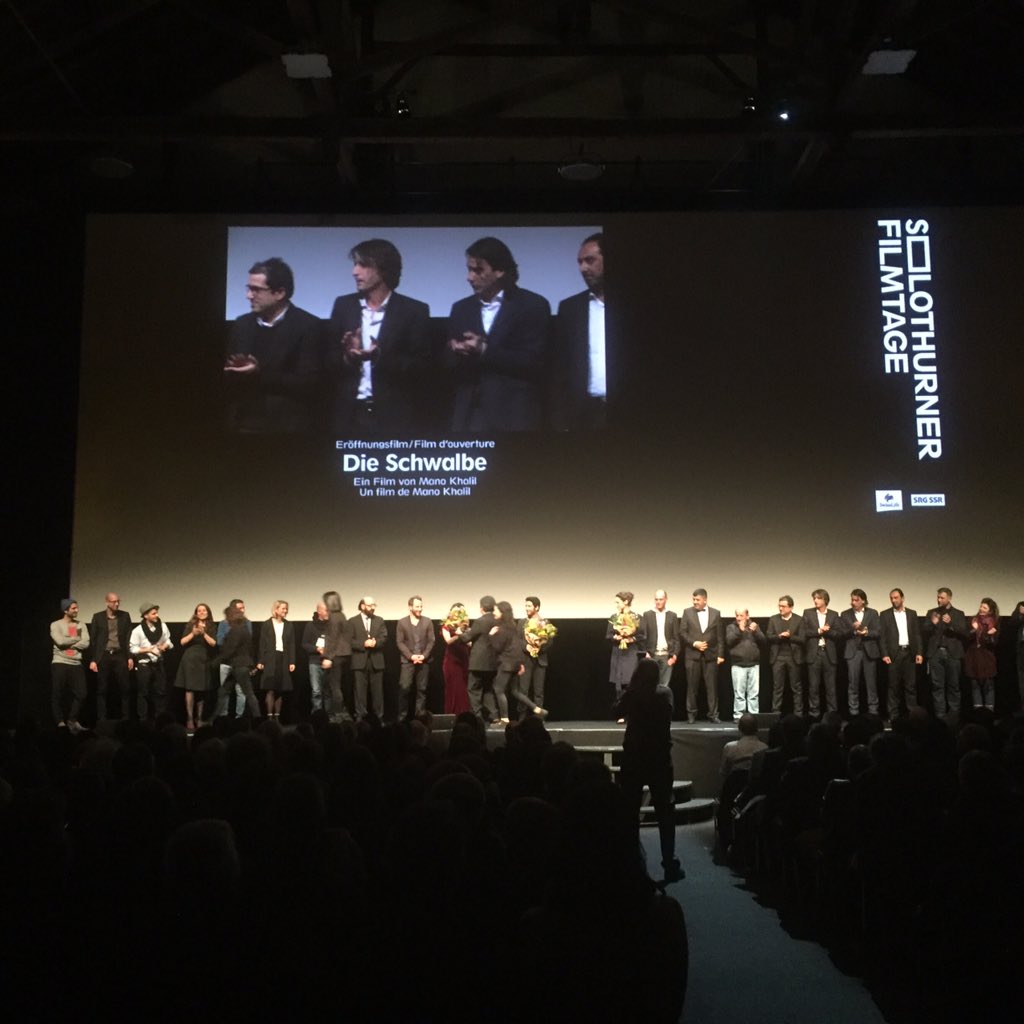 Eröffnungsfilm/Film d'ouverture
Die Schwalbe
Ein Film von Mano Khalil
Un film de Mano Khalil
SOLOTHURNER
FILMTAGE
SwissLife
SRG SSR